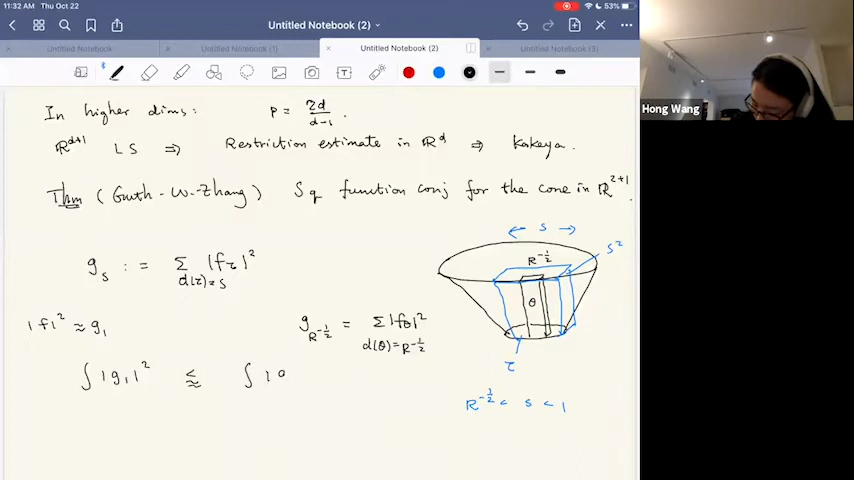 11:32 AM Thu Oct 22
53%
Untitled Notebook (2)
Untitled Notebook
Untitled Notebook (1)
Untitled Notebook (2)
Untitled Notebook (3)
Hong Wang
In higher dims: p = 2d/(d-1).
ℝ^{d+1} LS ⇒ Restriction estimate in ℝ^d ⇒ Kakeya.
Thm (Guth-W.-Zhang) Sq function conj for the cone in ℝ^{2+1}.
← s →
s²
R^{-1/2}
g_s := Σ_{d(τ)=s} |f_τ|²
θ
|f|² ≈ g_1
g_{R^{-1/2}} = Σ_{d(θ)=R^{-1/2}} |f_θ|²
τ
∫ |g_1|² ⪅ ∫ |
R^{-1/2} < s < 1